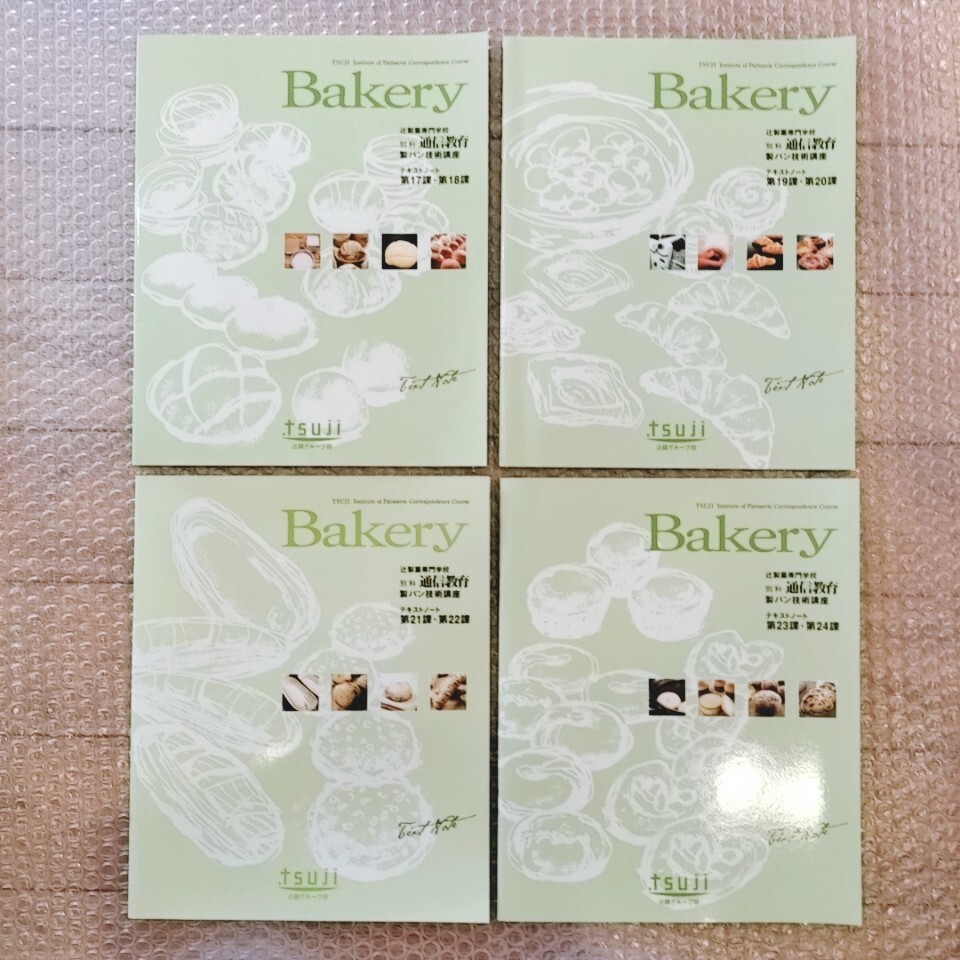 TSUJI Institute of Patisserie Correspondence Course
Bakery
辻製菓専門学校
別科 通信教育
製パン技術講座
テキストノート
第17課・第18課
Text Note
tsuji
辻調グループ校
TSUJI Institute of Patisserie Correspondence Course
Bakery
辻製菓専門学校
別科 通信教育
製パン技術講座
テキストノート
第19課・第20課
Text Note
tsuji
辻調グループ校
TSUJI Institute of Patisserie Correspondence Course
Bakery
辻製菓専門学校
別科 通信教育
製パン技術講座
テキストノート
第21課・第22課
Text Note
tsuji
辻調グループ校
TSUJI Institute of Patisserie Correspondence Course
Bakery
辻製菓専門学校
別科 通信教育
製パン技術講座
テキストノート
第23課・第24課
Text Note
tsuji
辻調グループ校